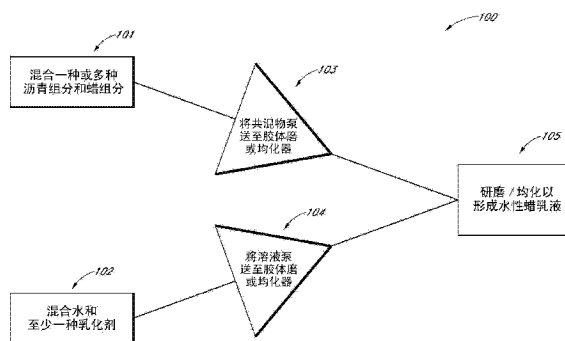 100
101
混合一种或多种
沥青组分和蜡组分
103
将共混物泵
送至胶体磨
或均化器
105
研磨/均化以
形成水性蜡乳液
104
将溶液泵
送至胶体磨
或均化器
102
混合水和
至少一种乳化剂